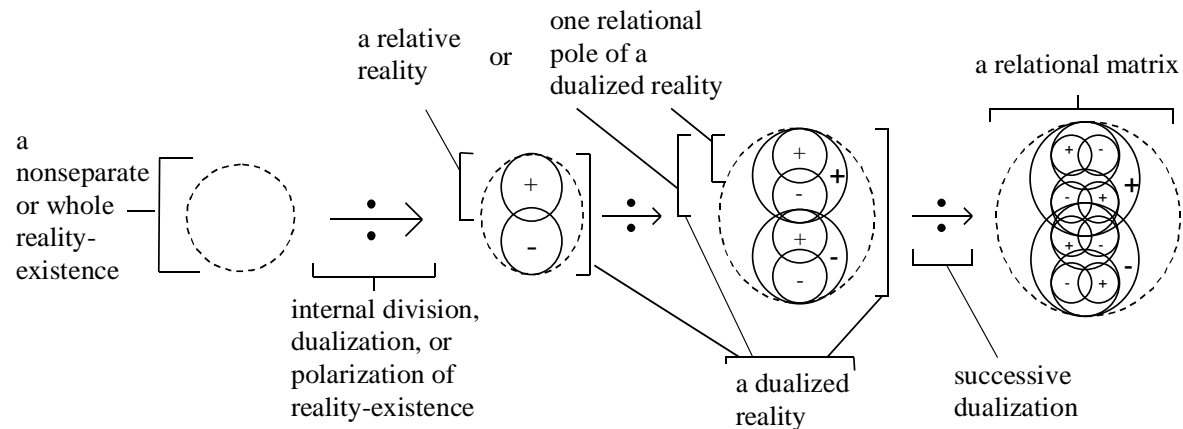 a
nonseparate
or whole
reality-
existence
internal division,
dualization, or
polarization of
reality-existence
a relative
reality
or
one relational
pole of a
dualized reality
+
-
+
-
+
+
-
-
a dualized
reality
successive
dualization
a relational matrix
+ -
- +
+
+ -
- +
-